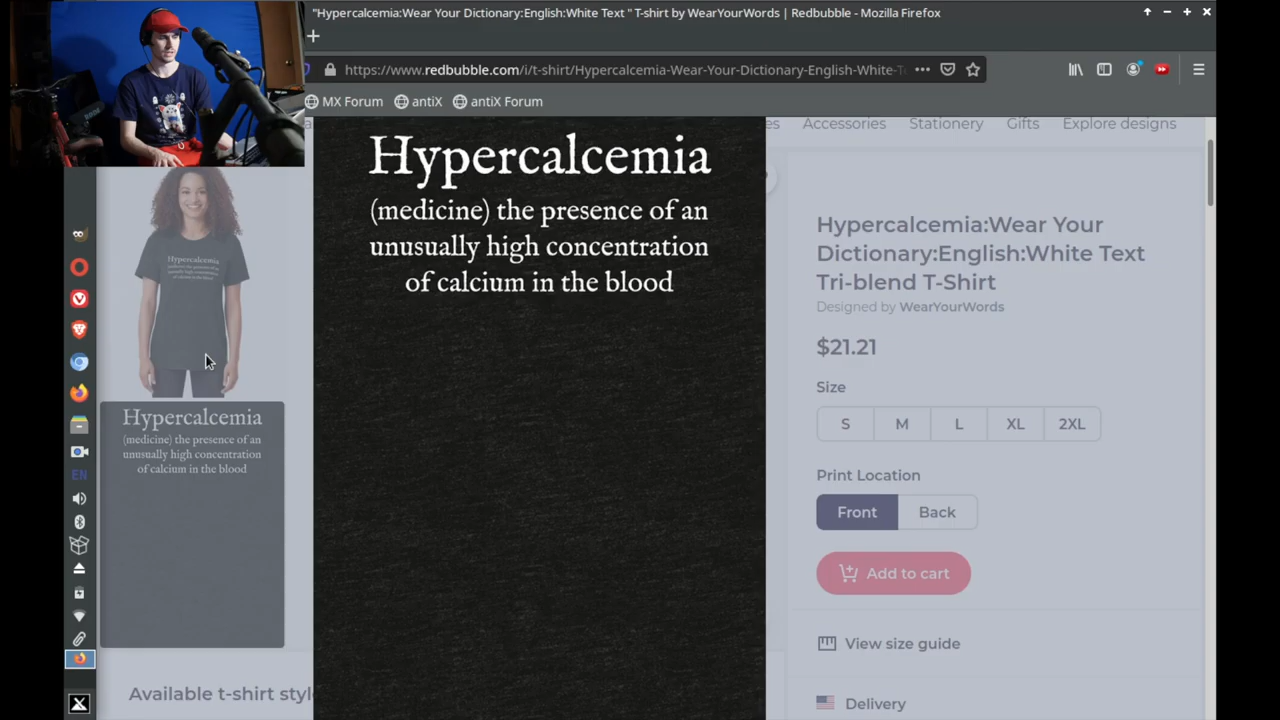 "Hypercalcemia:Wear Your Dictionary:English:White Text " T-shirt by WearYourWords | Redbubble - Mozilla Firefox
https://www.redbubble.com/i/t-shirt/Hypercalcemia-Wear-Your-Dictionary-English-White-T
MX Forum
antiX
antiX Forum
Accessories
Stationery
Gifts
Explore designs
Hypercalcemia
(medicine) the presence of an
unusually high concentration
of calcium in the blood
Hypercalcemia
Hypercalcemia
(medicine) the presence of an
unusually high concentration
of calcium in the blood
Hypercalcemia:Wear Your
Dictionary:English:White Text
Tri-blend T-Shirt
Designed by WearYourWords
$21.21
Size
S
M
L
XL
2XL
Print Location
Front
Back
Add to cart
View size guide
Delivery
EN
Available t-shirt